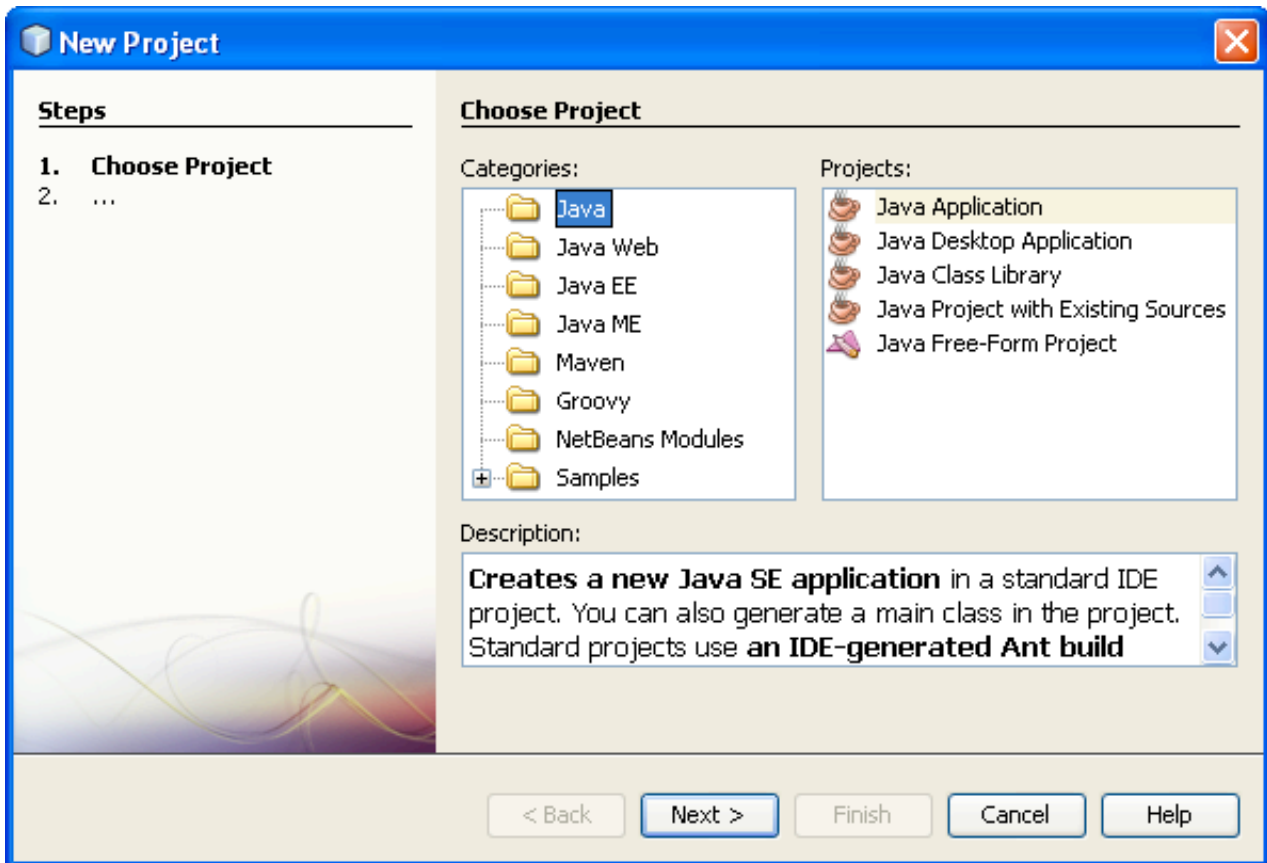 New Project
Steps
1. Choose Project
2. ...
Choose Project
Categories:
Java
Java Web
Java EE
Java ME
Maven
Groovy
NetBeans Modules
Samples
Projects:
Java Application
Java Desktop Application
Java Class Library
Java Project with Existing Sources
Java Free-Form Project
Description:
Creates a new Java SE application in a standard IDE
project. You can also generate a main class in the project.
Standard projects use an IDE-generated Ant build
< Back
Next >
Finish
Cancel
Help